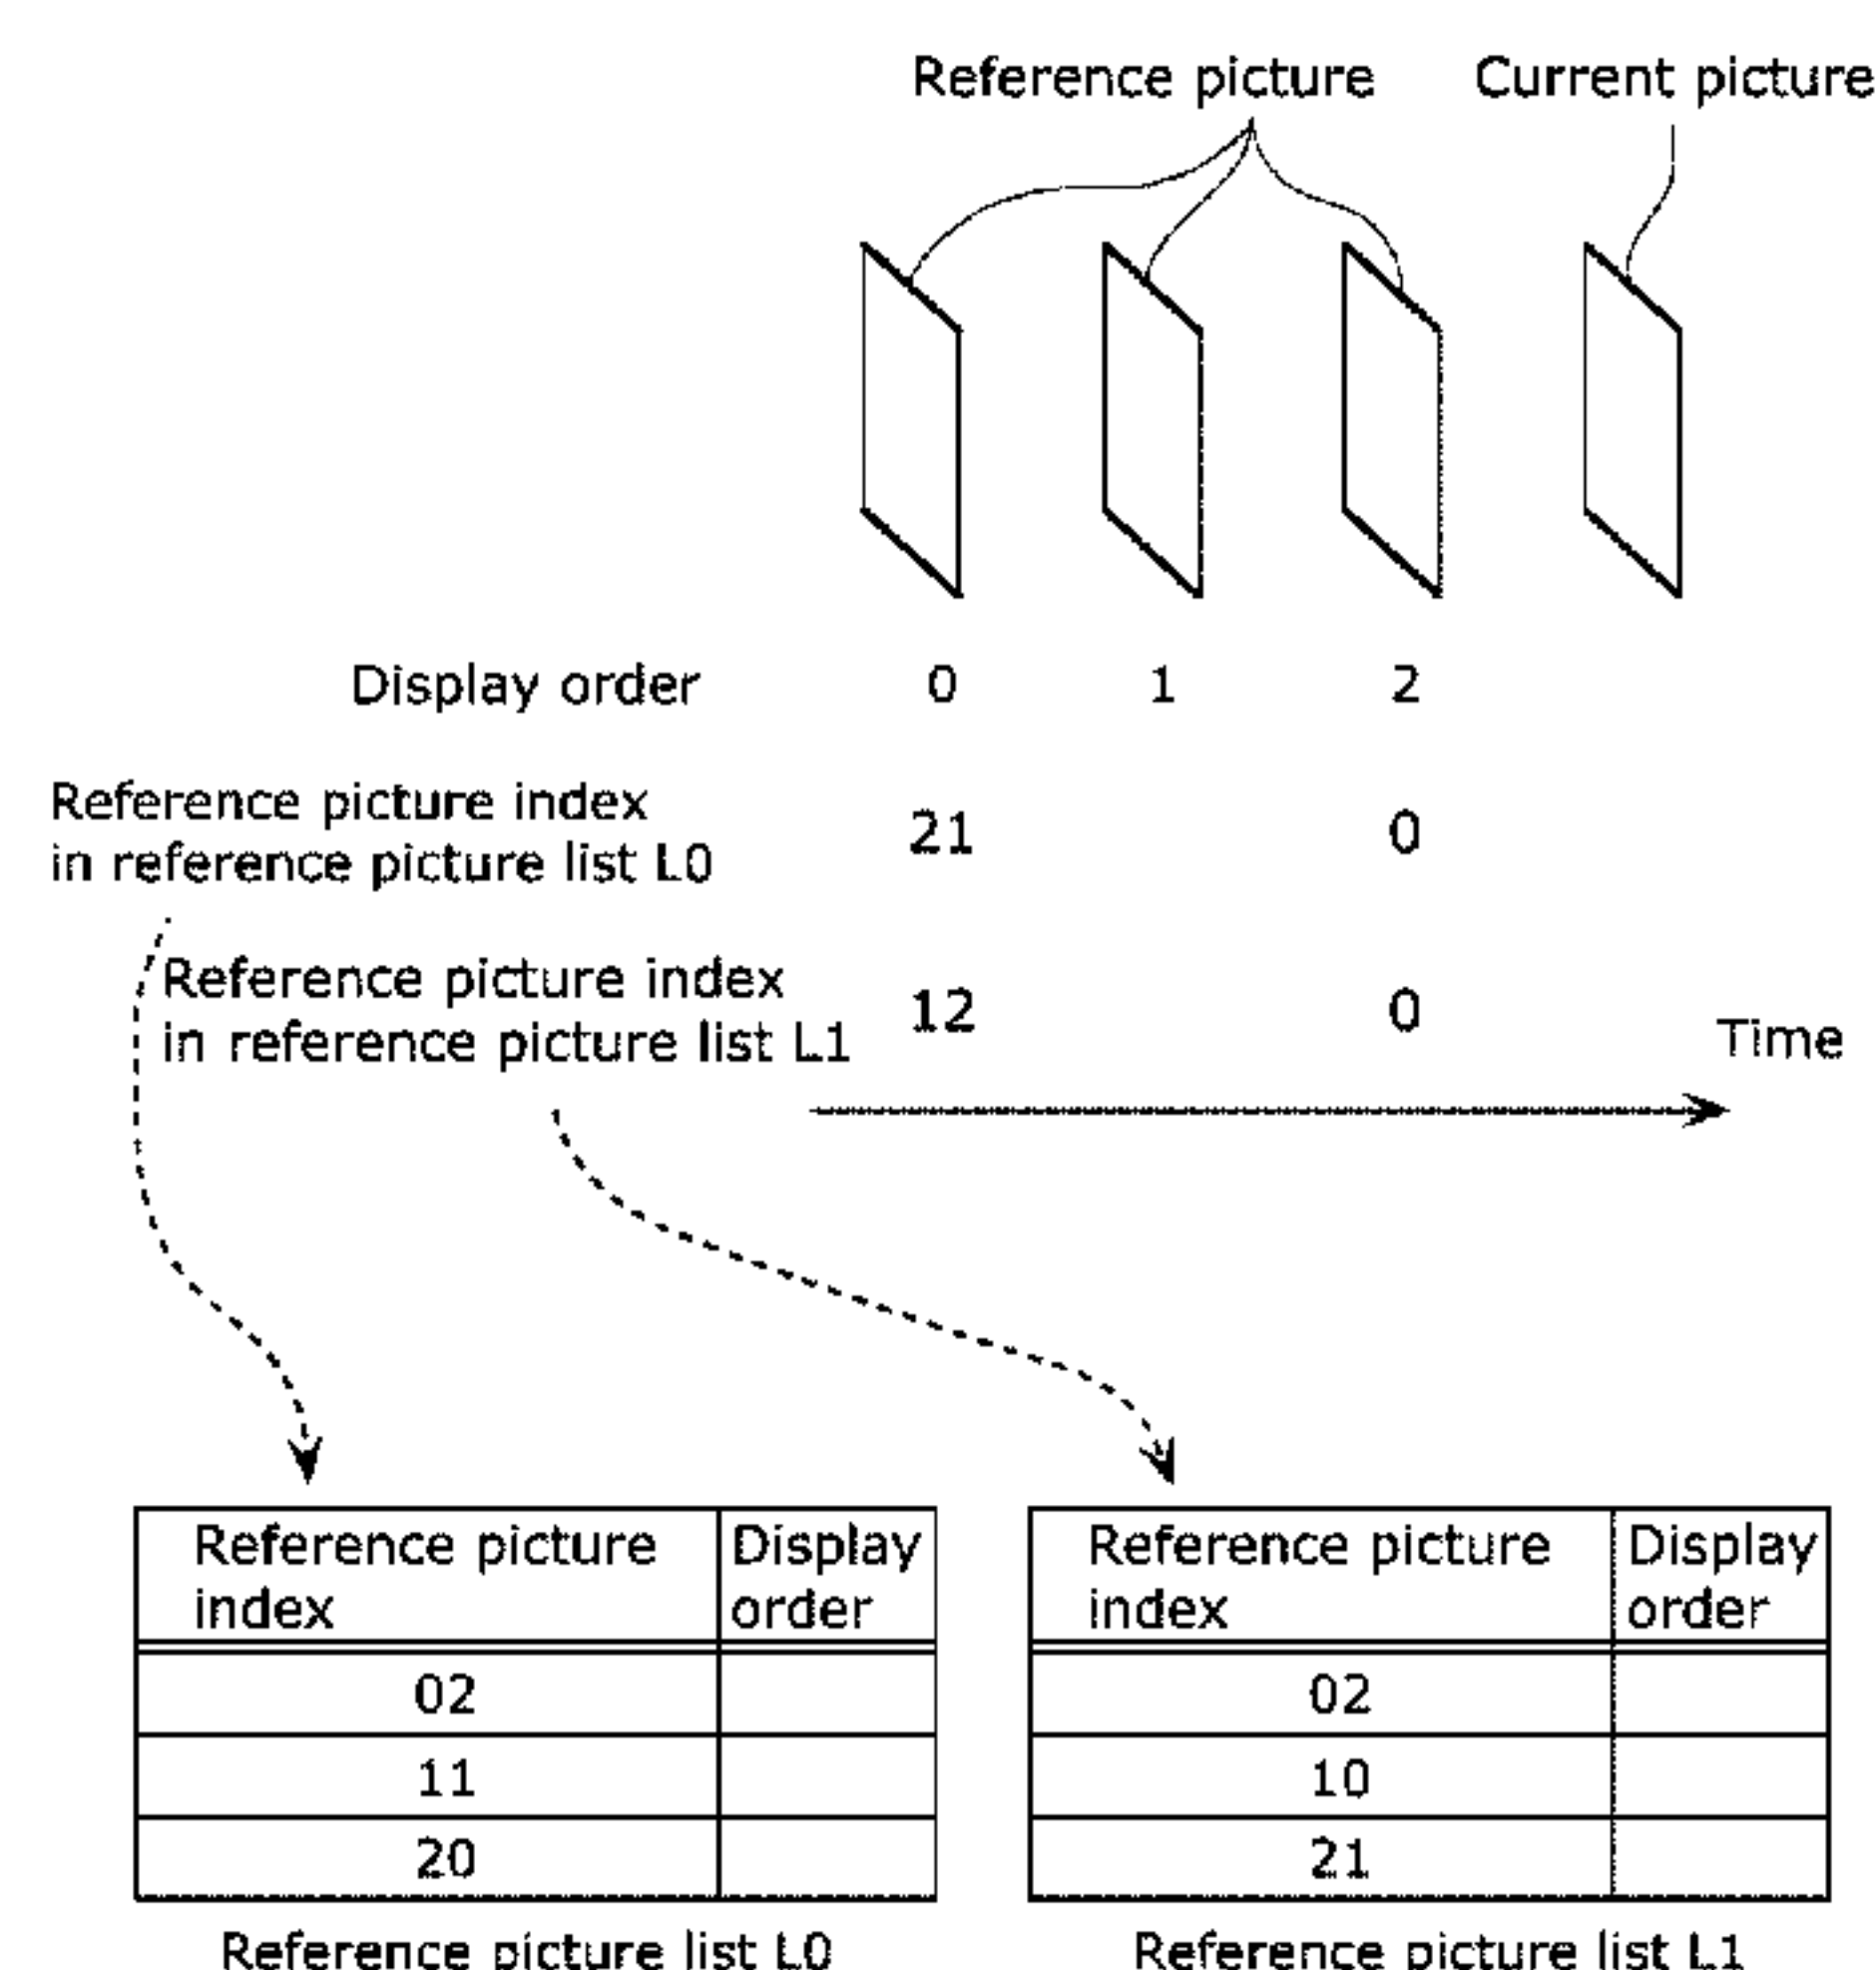 Reference picture Current picture
Display order 0 1 2
Reference picture index
in reference picture list L0 21 0
Reference picture index
in reference picture list L1 12 0
Time
Reference picture index Display order Reference picture index Display order
02 02
11 10
20 21
Reference picture list L0 Reference picture list L1